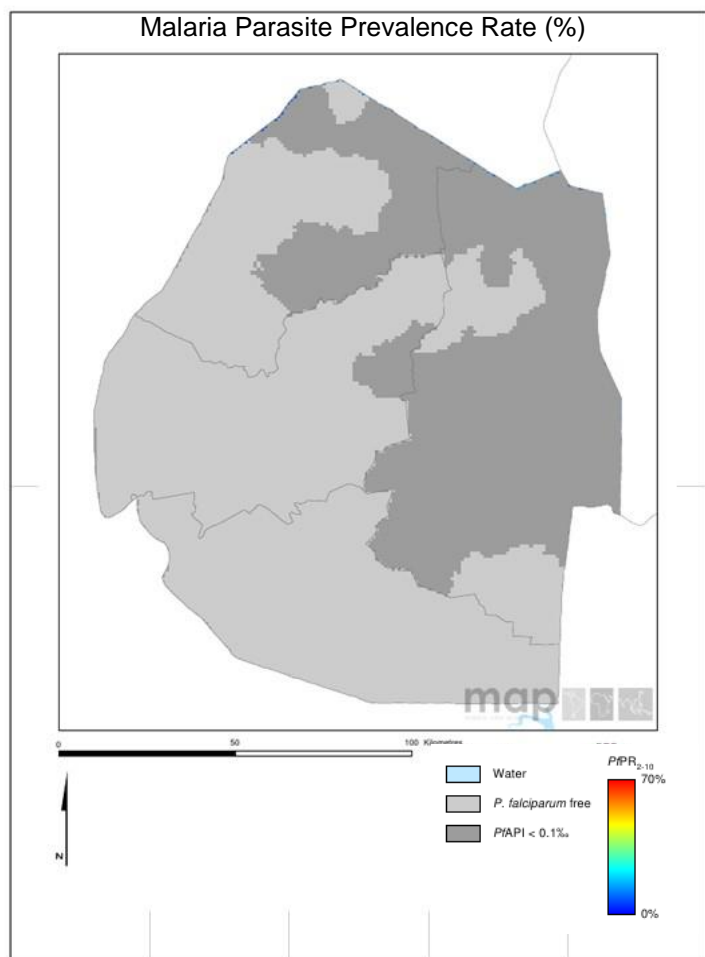 Malaria Parasite Prevalence Rate (%)
map
0 50 100 Kilometres
Water
P. falciparum free
PfAPI < 0.1‰
PfPR2-10
70%
0%
N